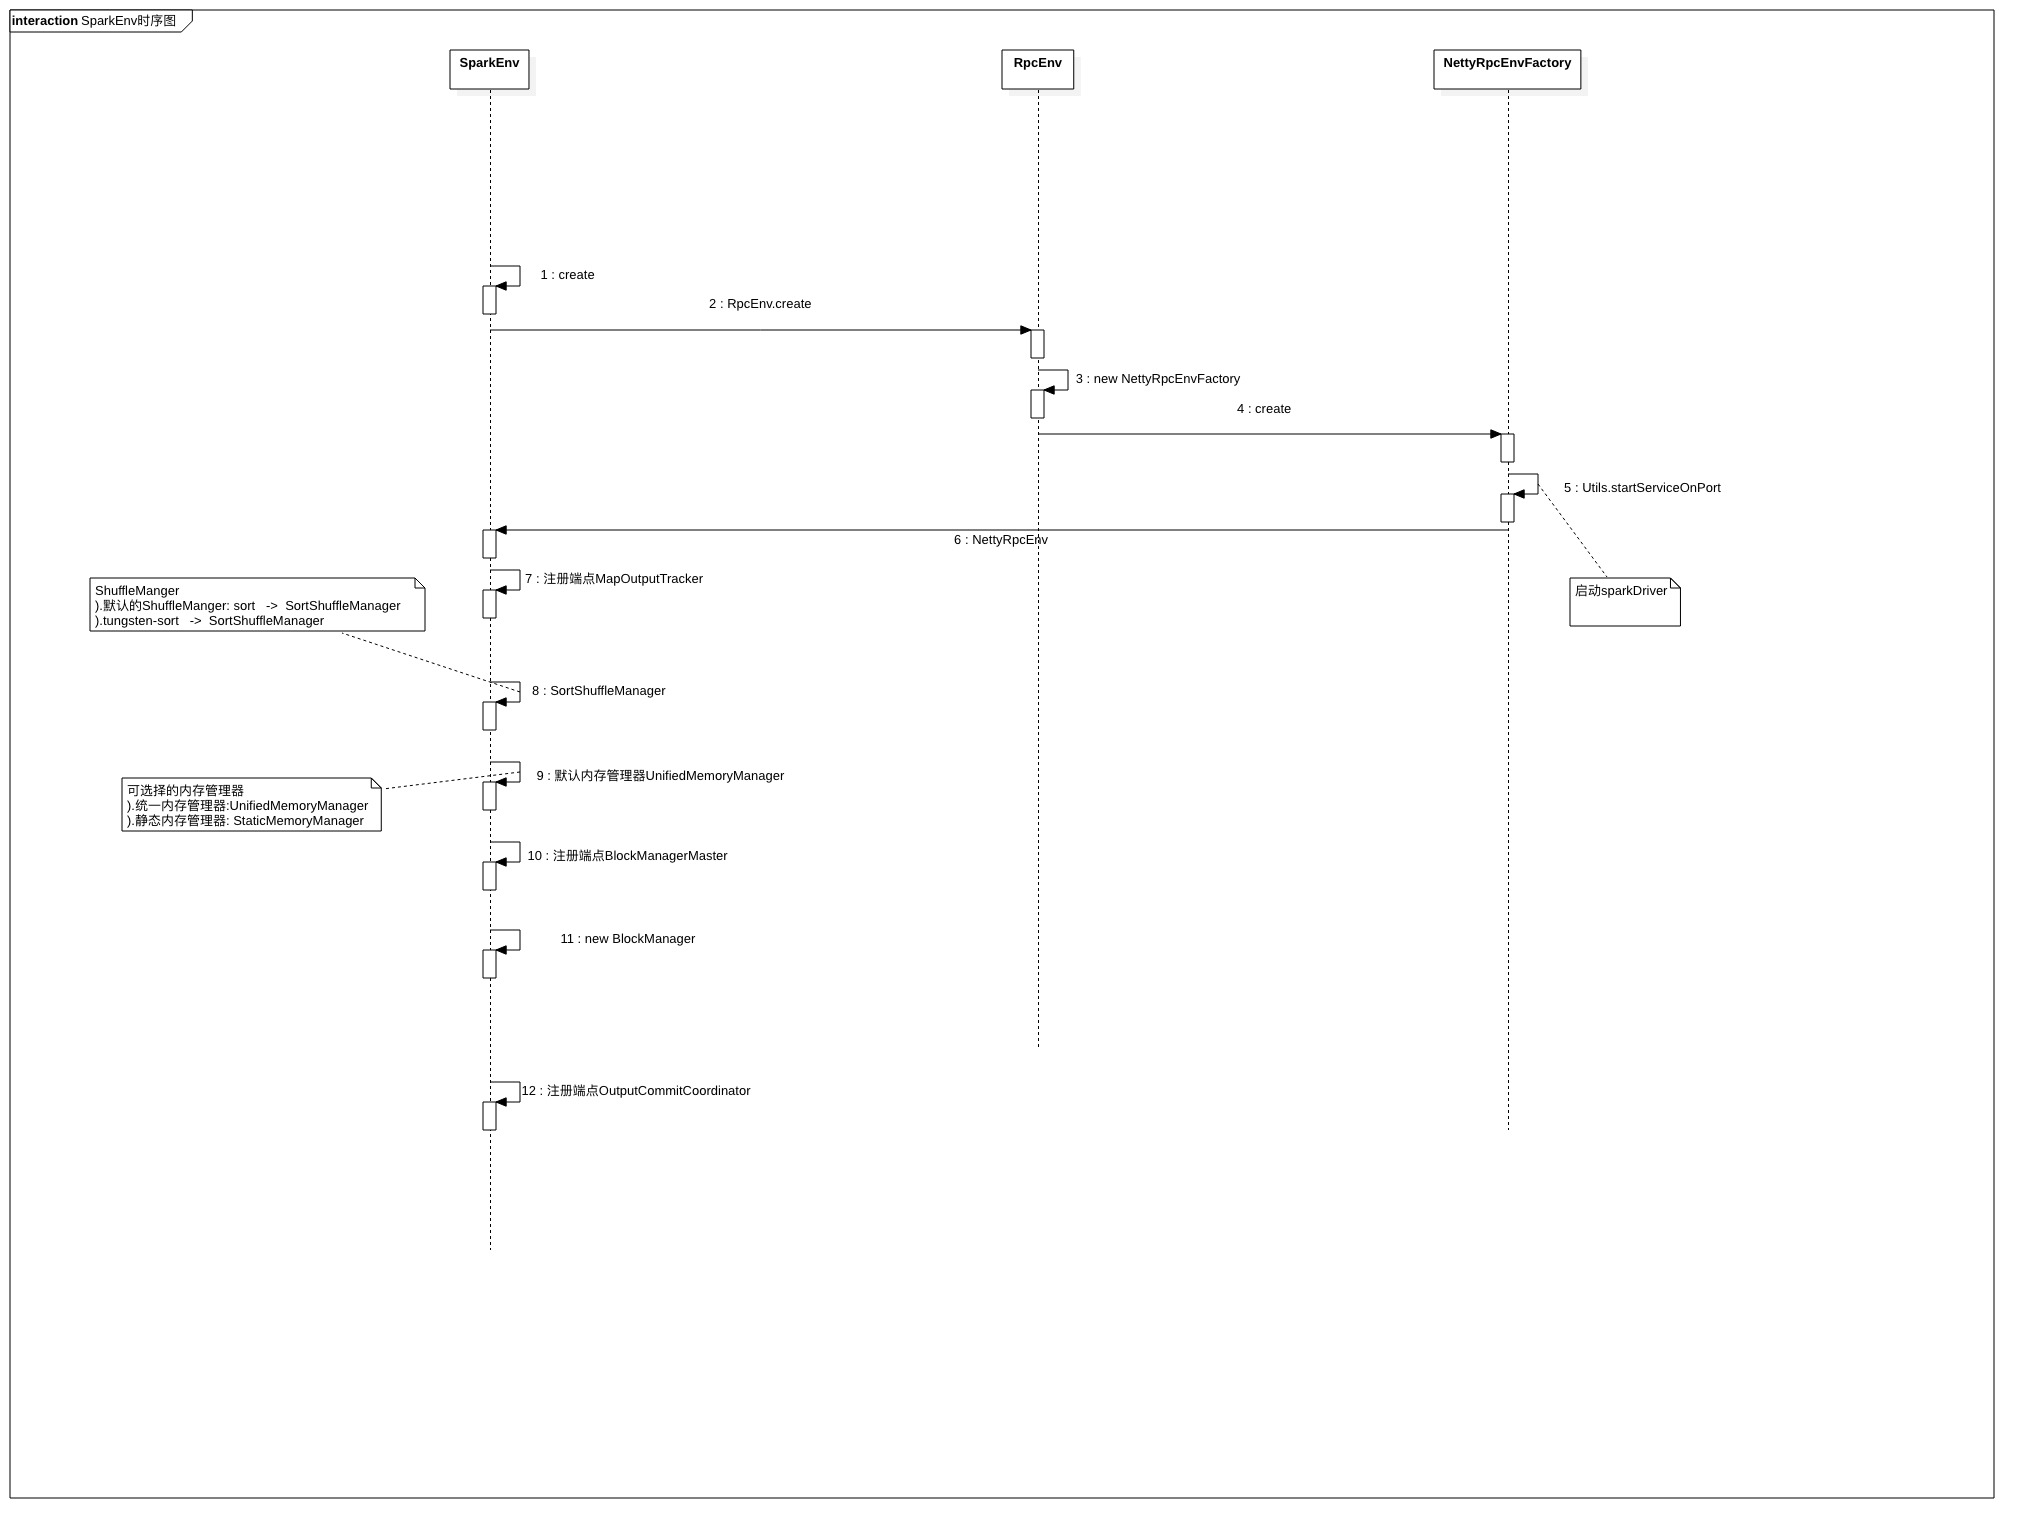 interaction SparkEnv时序图
SparkEnv
RpcEnv
NettyRpcEnvFactory
1 : create
2 : RpcEnv.create
3 : new NettyRpcEnvFactory
4 : create
5 : Utils.startServiceOnPort
6 : NettyRpcEnv
7 : 注册端点MapOutputTracker
ShuffleManger
).默认的ShuffleManger: sort   ->  SortShuffleManager
).tungsten-sort   ->  SortShuffleManager
启动sparkDriver
8 : SortShuffleManager
9 : 默认内存管理器UnifiedMemoryManager
可选择的内存管理器
).统一内存管理器:UnifiedMemoryManager
).静态内存管理器: StaticMemoryManager
10 : 注册端点BlockManagerMaster
11 : new BlockManager
12 : 注册端点OutputCommitCoordinator